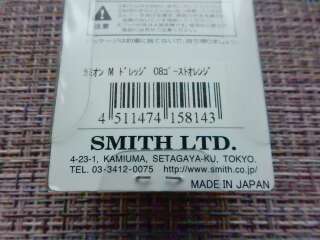 ラミオン M ドレッジ 08ゴーストオレンジ
4 511474 158143
SMITH LTD.
4-23-1, KAMIUMA, SETAGAYA-KU, TOKYO.
TEL. 03-3412-0075 http://www.smith.co.jp/
MADE IN JAPAN